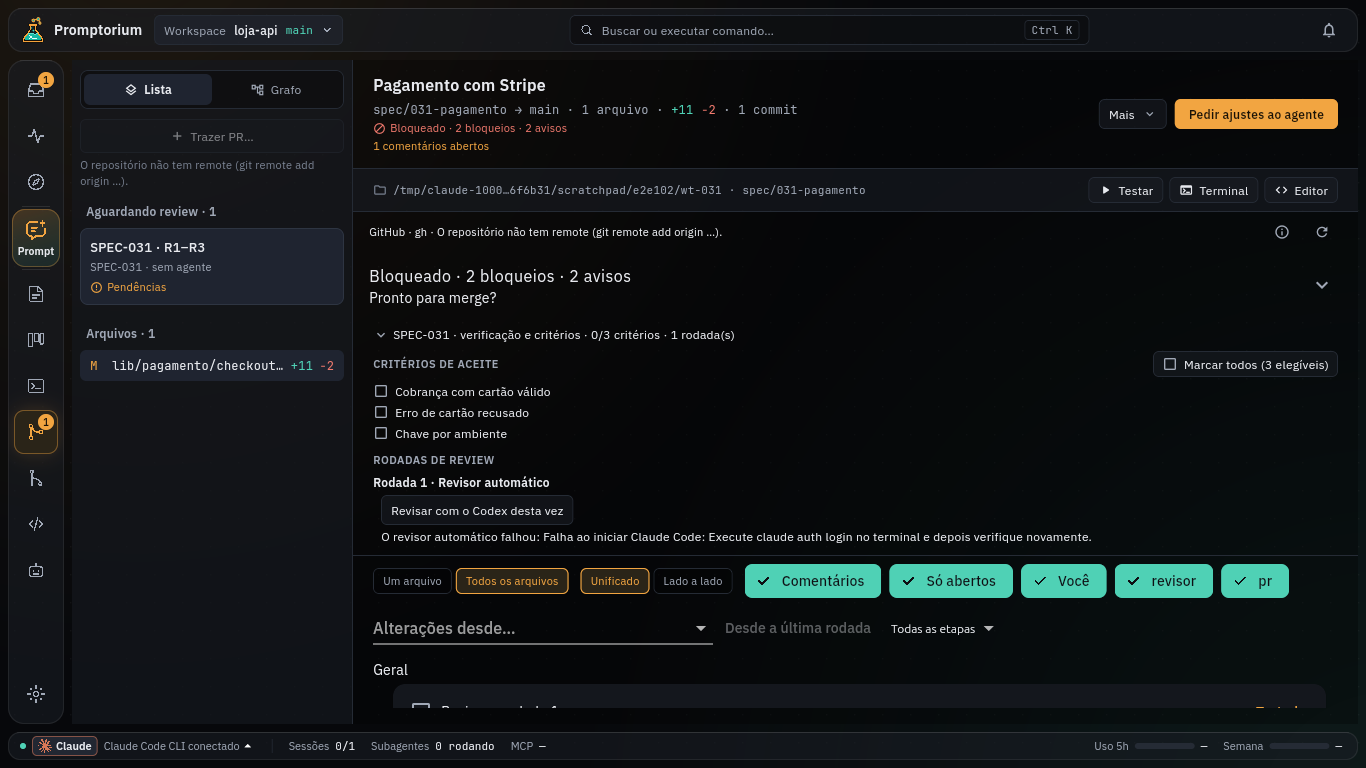 Promptorium
Workspace loja-api main
Buscar ou executar comando...
Ctrl K
1
Prompt
1
Lista
Grafo
+ Trazer PR...
O repositório não tem remote (git remote add
origin ...).
Aguardando review · 1
SPEC-031 · R1–R3
SPEC-031 · sem agente
Pendências
Arquivos · 1
M lib/pagamento/checkout… +11 -2
Pagamento com Stripe
spec/031-pagamento → main · 1 arquivo · +11 -2 · 1 commit
Bloqueado · 2 bloqueios · 2 avisos
1 comentários abertos
Mais
Pedir ajustes ao agente
/tmp/claude-1000…6f6b31/scratchpad/e2e102/wt-031 · spec/031-pagamento
Testar
Terminal
Editor
GitHub · gh · O repositório não tem remote (git remote add origin ...).
Bloqueado · 2 bloqueios · 2 avisos
Pronto para merge?
SPEC-031 · verificação e critérios · 0/3 critérios · 1 rodada(s)
CRITÉRIOS DE ACEITE
Marcar todos (3 elegíveis)
Cobrança com cartão válido
Erro de cartão recusado
Chave por ambiente
RODADAS DE REVIEW
Rodada 1 · Revisor automático
Revisar com o Codex desta vez
O revisor automático falhou: Falha ao iniciar Claude Code: Execute claude auth login no terminal e depois verifique novamente.
Um arquivo
Todos os arquivos
Unificado
Lado a lado
Comentários
Só abertos
Você
revisor
pr
Alterações desde...
Desde a última rodada
Todas as etapas
Geral
Claude
Claude Code CLI conectado
Sessões 0/1
Subagentes 0 rodando
MCP —
Uso 5h —
Semana —